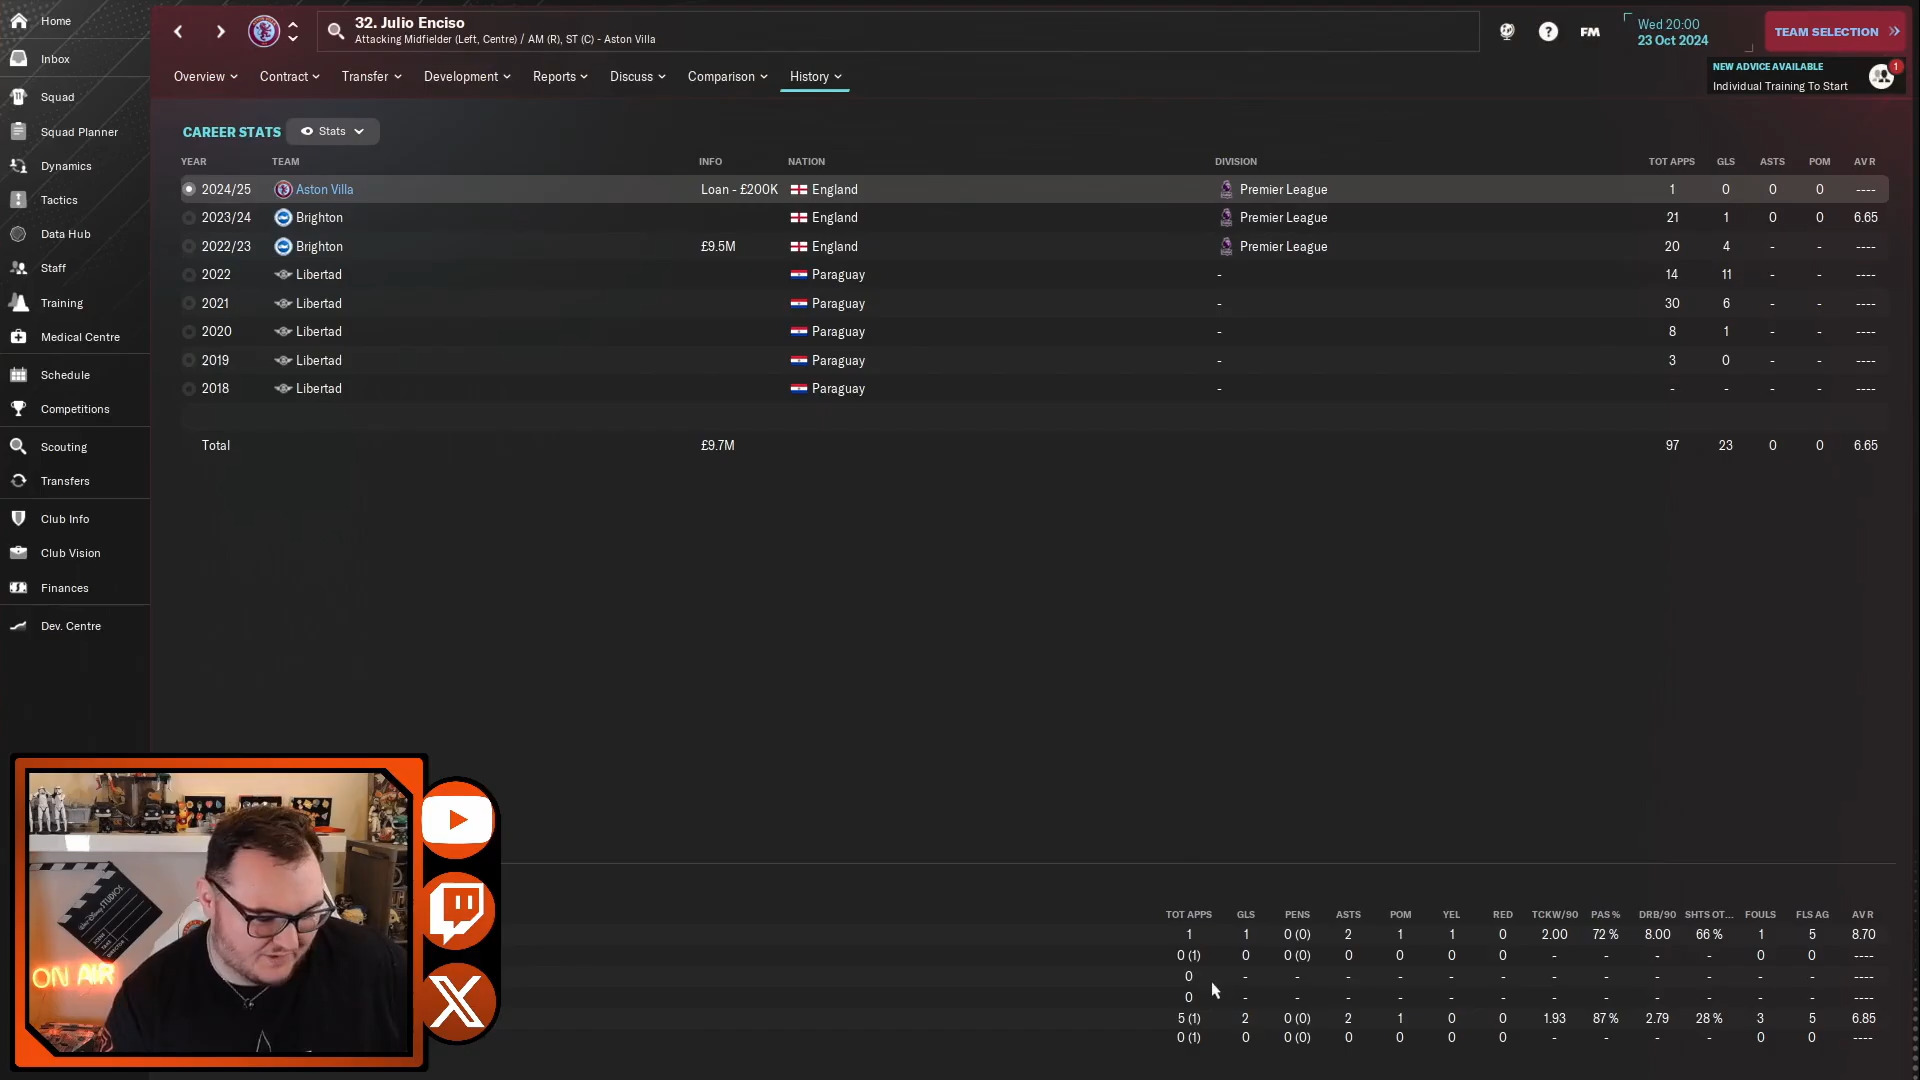 Home
Inbox
Squad
Squad Planner
Dynamics
Tactics
Data Hub
Staff
Training
Medical Centre
Schedule
Competitions
Scouting
Transfers
Club Info
Club Vision
Finances
Dev. Centre
32. Julio Enciso
Attacking Midfielder (Left, Centre) / AM (R), ST (C) - Aston Villa
FM
Wed 20:00
23 Oct 2024
TEAM SELECTION
Overview Contract Transfer Development Reports Discuss Comparison History
NEW ADVICE AVAILABLE
Individual Training To Start
1
CAREER STATS Stats
YEAR TEAM INFO NATION DIVISION TOT APPS GLS ASTS POM AV R
2024/25 Aston Villa Loan - £200K England Premier League 1 0 0 0 ----
2023/24 Brighton England Premier League 21 1 0 0 6.65
2022/23 Brighton £9.5M England Premier League 20 4 - - ----
2022 Libertad Paraguay - 14 11 - - ----
2021 Libertad Paraguay - 30 6 - - ----
2020 Libertad Paraguay - 8 1 - - ----
2019 Libertad Paraguay - 3 0 - - ----
2018 Libertad Paraguay - - - - - ----
Total £9.7M 97 23 0 0 6.65
TOT APPS GLS PENS ASTS POM YEL RED TCKW/90 PAS % DRB/90 SHTS OT... FOULS FLS AG AV R
1 1 0 (0) 2 1 1 0 2.00 72 % 8.00 66 % 1 5 8.70
0 (1) 0 0 (0) 0 0 0 0 - - - - 0 0 ----
0 - - - - - - - - - - - - ----
0 - - - - - - - - - - - - ----
5 (1) 2 0 (0) 2 1 0 0 1.93 87 % 2.79 28 % 3 5 6.85
0 (1) 0 0 (0) 0 0 0 0 - - - - 0 0 ----
ON AIR
STUDIOS